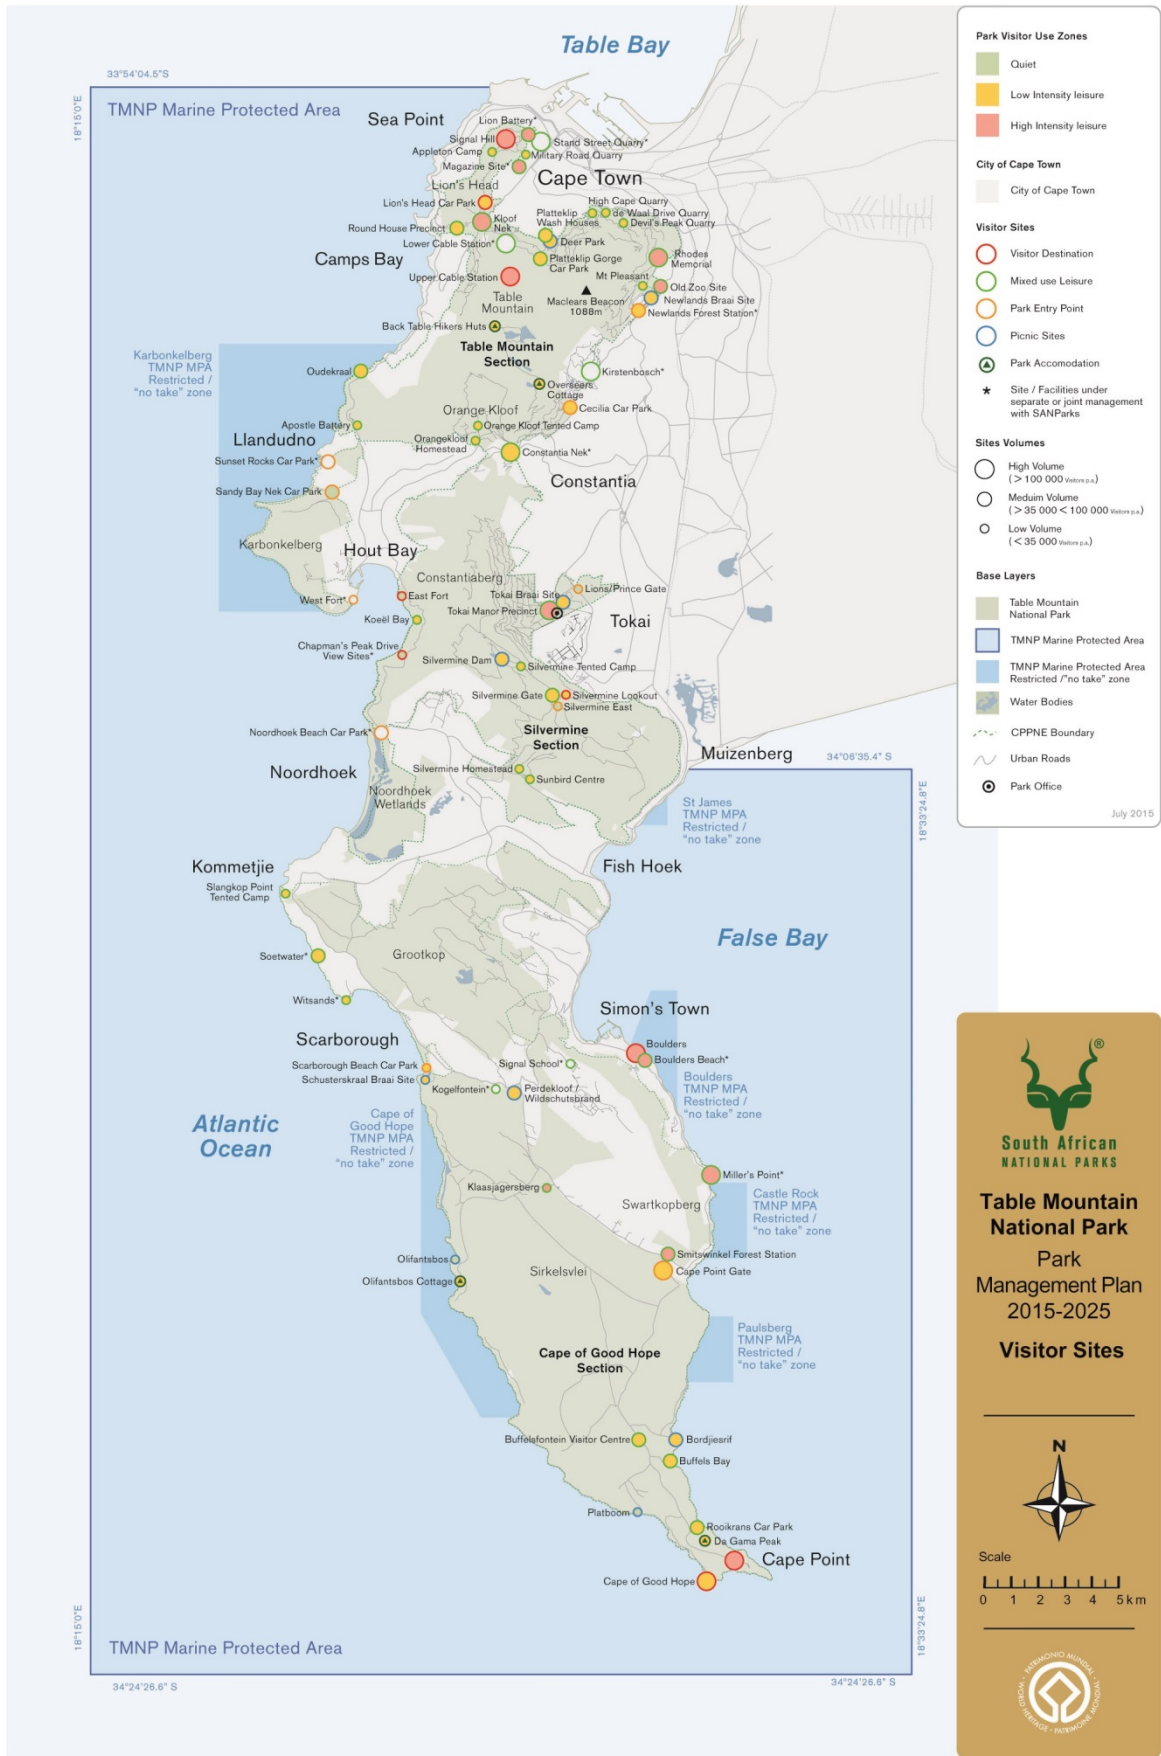 Table Bay
33°54'04.5"S
18°15'0"E
TMNP Marine Protected Area
Sea Point
Lion Battery*
Signal Hill
Stand Street Quarry*
Appleton Camp
Military Road Quarry
Magazine Site*
Cape Town
Lion's Head
High Cape Quarry
Lion's Head Car Park
Platteklip
Wash Houses
de Waal Drive Quarry
Devil's Peak Quarry
Kloof
Nek
Round House Precinct
Lower Cable Station*
Deer Park
Camps Bay
Platteklip Gorge
Car Park
Rhodes
Memorial
Upper Cable Station
Mt Pleasant
Old Zoo Site
Table
Mountain
Maclears Beacon
1088m
Newlands Braai Site
Newlands Forest Station*
Back Table Hikers Huts
Table Mountain
Section
Karbonkelberg
TMNP MPA
Restricted /
"no take" zone
Oudekraal
Kirstenbosch*
Overseers
Cottage
Orange Kloof
Cecilia Car Park
Apostle Battery
Orange Kloof Tented Camp
Llandudno
Orangekloof
Homestead
Constantia Nek*
Sunset Rocks Car Park*
Constantia
Sandy Bay Nek Car Park
Karbonkelberg
Hout Bay
Constantiaberg
Lions/Prince Gate
West Fort*
East Fort
Tokai Braai Site
Tokai Manor Precinct
Koeël Bay
Tokai
Chapman's Peak Drive
View Sites*
Silvermine Dam
Silvermine Tented Camp
Silvermine Gate
Silvermine Lookout
Silvermine East
Silvermine
Section
Noordhoek Beach Car Park*
Muizenberg
34°06'35.4" S
Noordhoek
Silvermine Homestead
Sunbird Centre
Noordhoek
Wetlands
18°33'24.8"E
St James
TMNP MPA
Restricted /
"no take" zone
Kommetjie
Fish Hoek
Slangkop Point
Tented Camp
False Bay
Soetwater*
Grootkop
Witsands*
Simon's Town
Scarborough
Boulders
Boulders Beach*
Scarborough Beach Car Park
Signal School*
Schusterskraal Braai Site
Kogelfontein*
Perdekloof /
Wildschutsbrand
Boulders
TMNP MPA
Restricted /
"no take" zone
Atlantic
Ocean
Cape of
Good Hope
TMNP MPA
Restricted /
"no take" zone
Miller's Point*
Klaasjagersberg
Swartkopberg
Castle Rock
TMNP MPA
Restricted /
"no take" zone
Smitswinkel Forest Station
Olifantsbos
Cape Point Gate
Olifantsbos Cottage
Sirkelsvlei
Paulsberg
TMNP MPA
Restricted /
"no take" zone
Cape of Good Hope
Section
Buffelsfontein Visitor Centre
Bordjiesrif
Buffels Bay
Platboom
Rooikrans Car Park
Da Gama Peak
Cape Point
Cape of Good Hope
18°15'0"E
18°33'24.8"E
TMNP Marine Protected Area
34°24'26.6" S
34°24'26.6" S
Park Visitor Use Zones
Quiet
Low Intensity leisure
High Intensity leisure
City of Cape Town
City of Cape Town
Visitor Sites
Visitor Destination
Mixed use Leisure
Park Entry Point
Picnic Sites
Park Accomodation
* Site / Facilities under
separate or joint management
with SANParks
Sites Volumes
High Volume
(> 100 000 Visitors p.a.)
Meduim Volume
(> 35 000 < 100 000 Visitors p.a.)
Low Volume
(< 35 000 Visitors p.a.)
Base Layers
Table Mountain
National Park
TMNP Marine Protected Area
TMNP Marine Protected Area
Restricted /"no take" zone
Water Bodies
CPPNE Boundary
Urban Roads
Park Office
July 2015
®
South African
NATIONAL PARKS
Table Mountain
National Park
Park
Management Plan
2015-2025
Visitor Sites
N
Scale
0 1 2 3 4 5 km
PATRIMONIO MUNDIAL
WORLD HERITAGE
PATRIMOINE MONDIAL